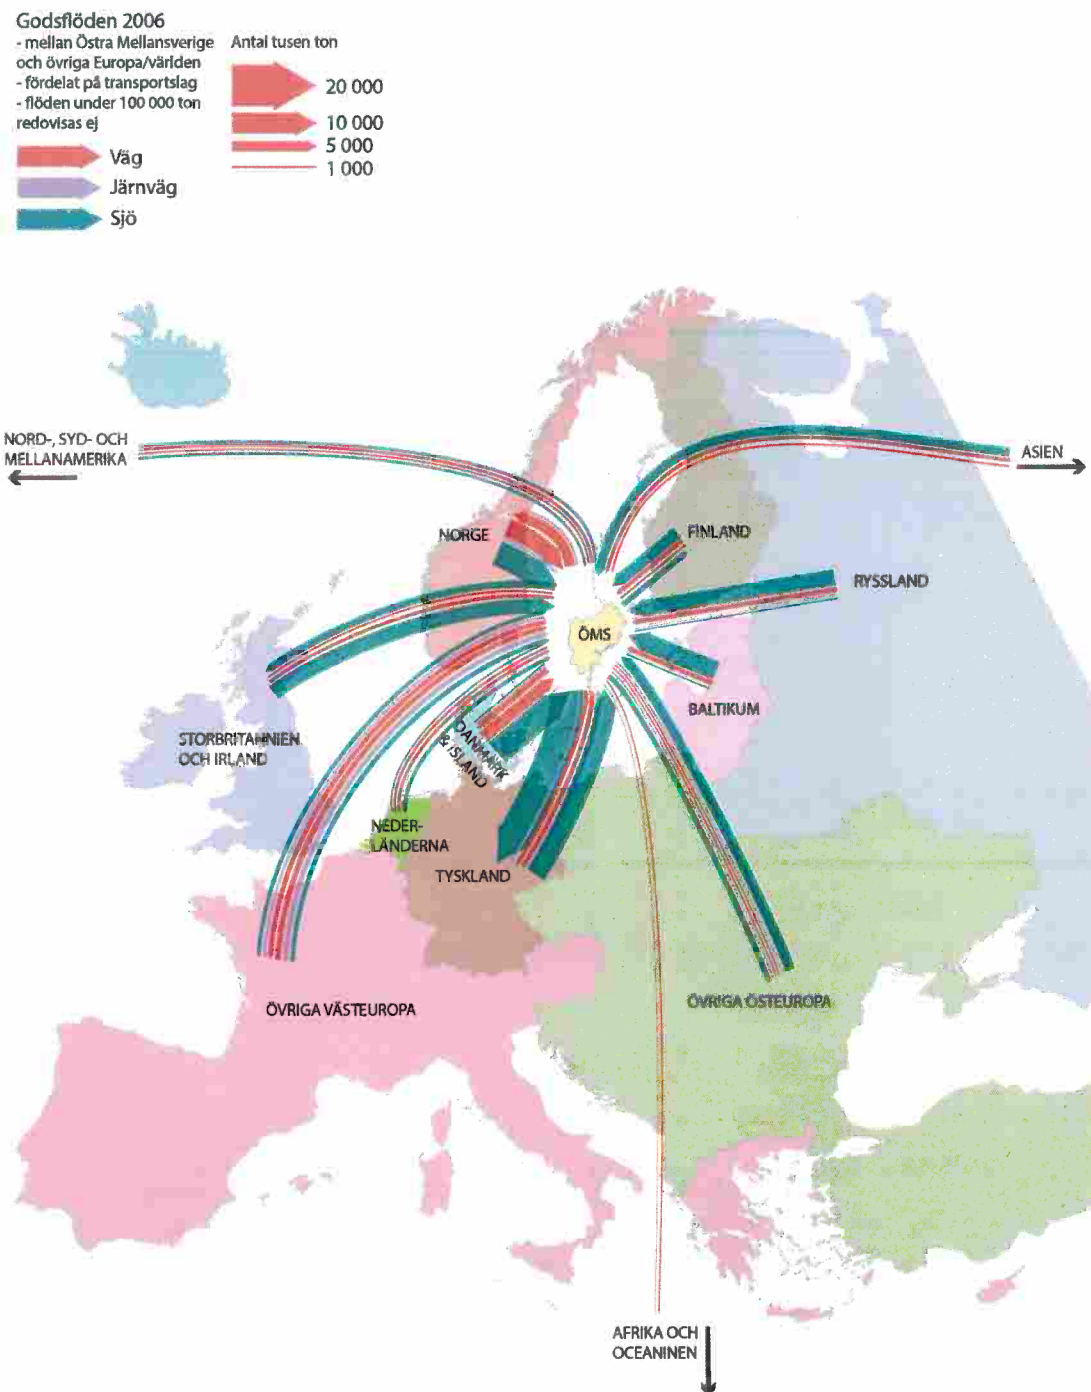 Godsflöden 2006
- mellan Östra Mellansverige
och övriga Europa/världen
- fördelat på transportslag
- flöden under 100 000 ton
redovisas ej
Väg
Järnväg
Sjö
Antal tusen ton
20 000
10 000
5 000
1 000
NORD-, SYD- OCH
MELLANAMERIKA
ASIEN
NORGE
FINLAND
RYSSLAND
ÖMS
BALTIKUM
STORBRITANNIEN
OCH IRLAND
DANMARK
& ISLAND
NEDER-
LÄNDERNA
TYSKLAND
ÖVRIGA VÄSTEUROPA
ÖVRIGA ÖSTEUROPA
AFRIKA OCH
OCEANINEN